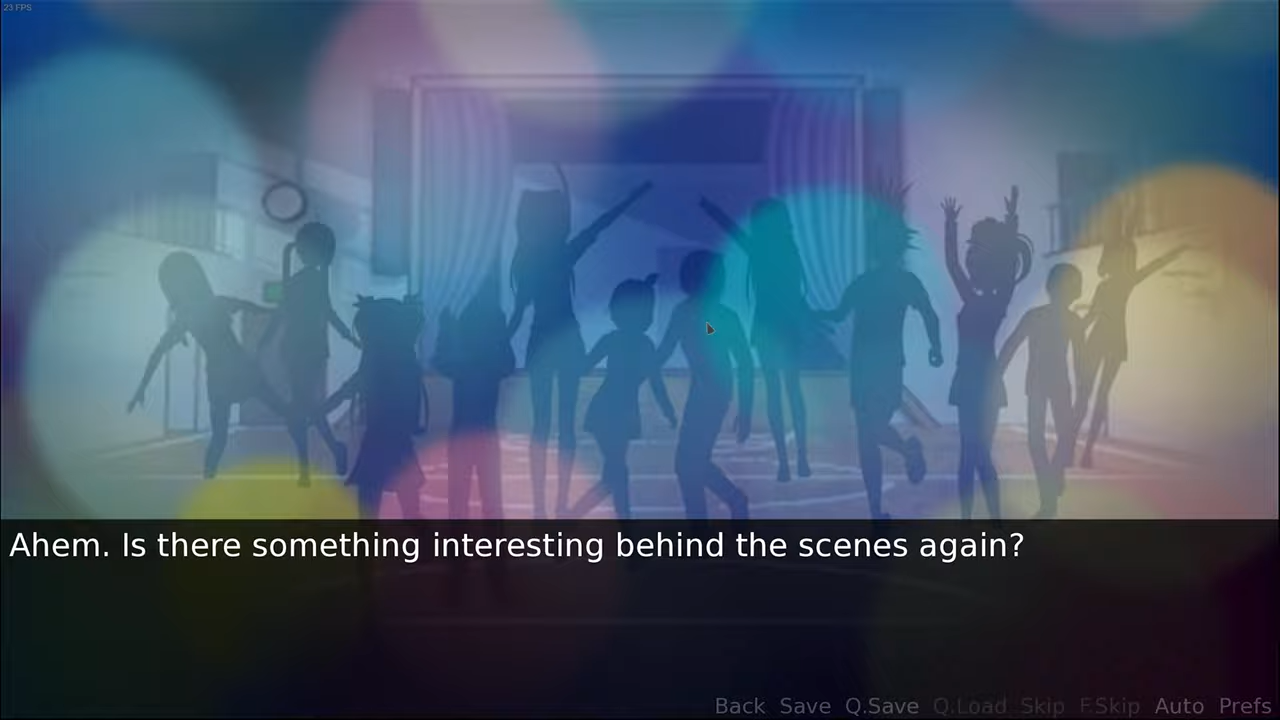 23 FPS
Ahem. Is there something interesting behind the scenes again?
Back Save Q.Save Q.Load Skip F.Skip Auto Prefs